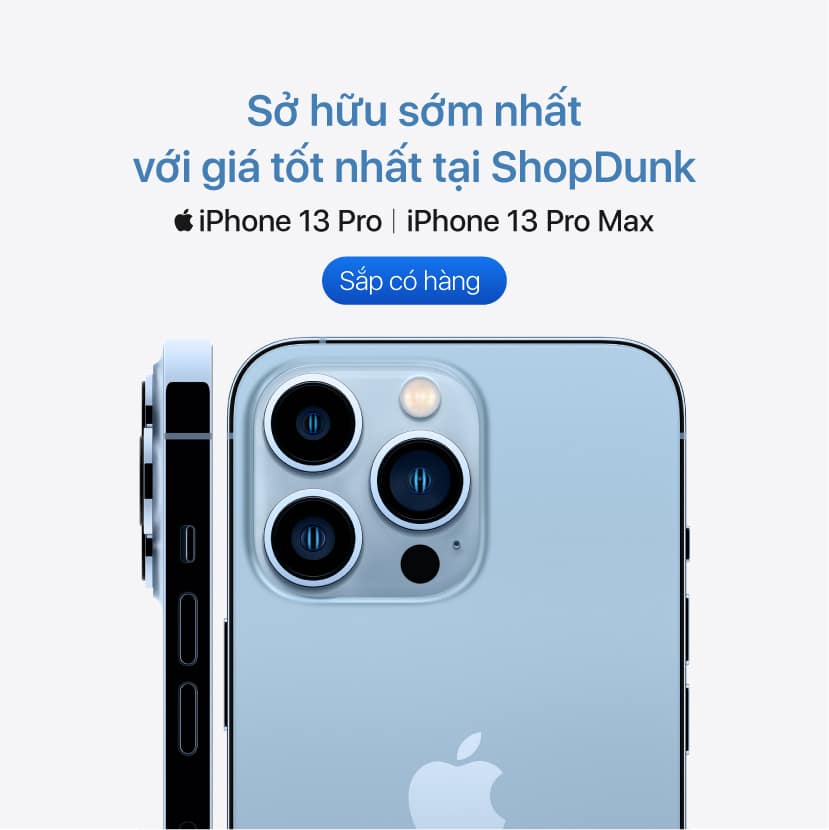 Sở hữu sớm nhất
với giá tốt nhất tại ShopDunk
iPhone 13 Pro | iPhone 13 Pro Max
Sắp có hàng